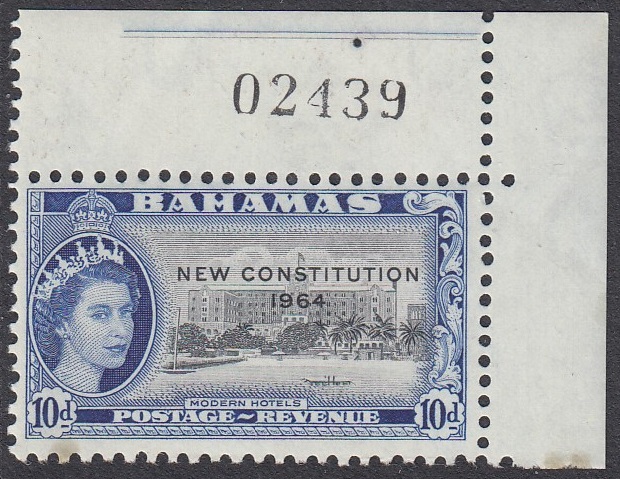 02439
BAHAMAS
NEW CONSTITUTION
1964
MODERN HOTELS
10d POSTAGE~REVENUE 10d